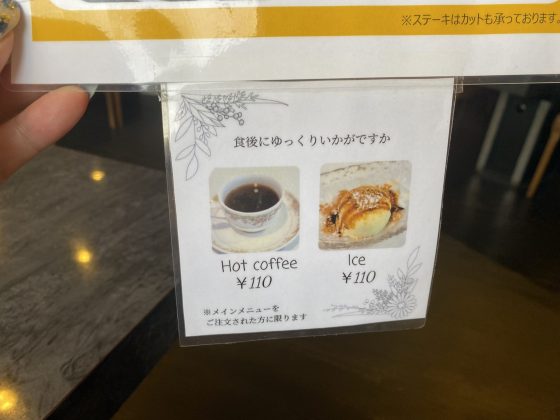 ※ステーキはカットも承っております。
食後にゆっくりいかがですか
Hot coffee
Ice
¥110
¥110
※メインメニューを
ご注文された方に限ります